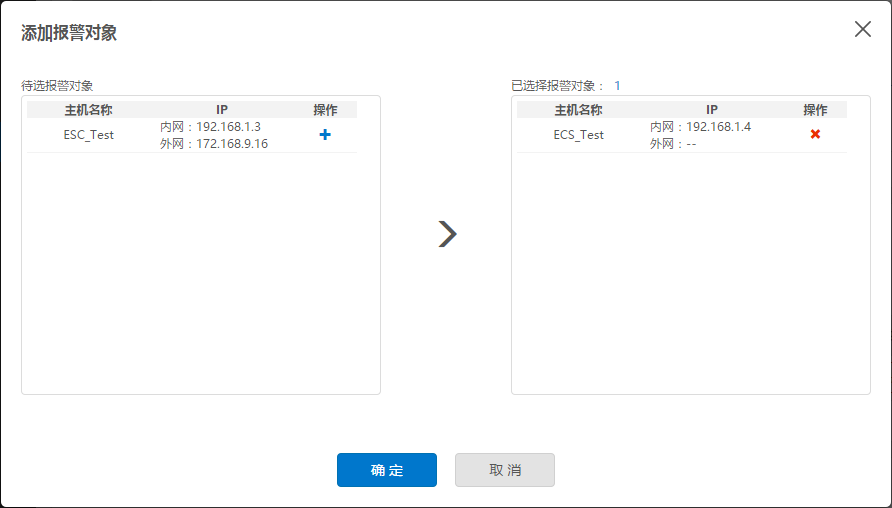 添加报警对象
待选报警对象
主机名称 IP 操作
ESC_Test 内网：192.168.1.3
外网：172.168.9.16
已选择报警对象： 1
主机名称 IP 操作
ECS_Test 内网：192.168.1.4
外网：--
确 定
取 消